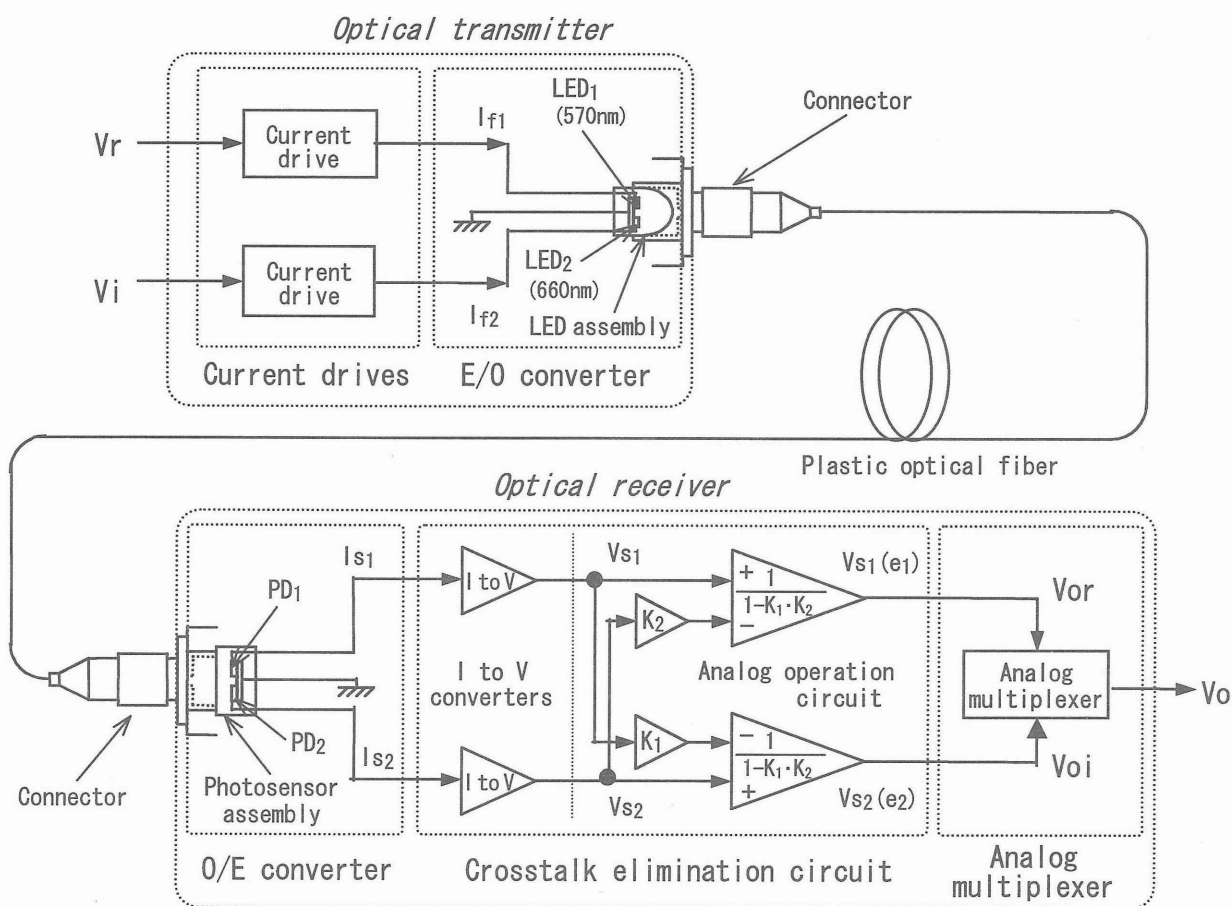 Optical transmitter
LED₁
(570nm)
Connector
Vr
Current
drive
If1
Vi
Current
drive
If2
LED₂
(660nm)
LED assembly
Current drives
E/O converter
Plastic optical fiber
Optical receiver
Is1
PD₁
I to V
Vs1
+ 1
1-K₁·K₂
-
Vs1(e1)
Vor
K₂
I to V
converters
Analog operation
circuit
Analog
multiplexer
Vo
PD₂
Is2
K₁
- 1
1-K₁·K₂
+
Voi
Connector
Photosensor
assembly
I to V
Vs2
Vs2(e2)
O/E converter
Crosstalk elimination circuit
Analog
multiplexer